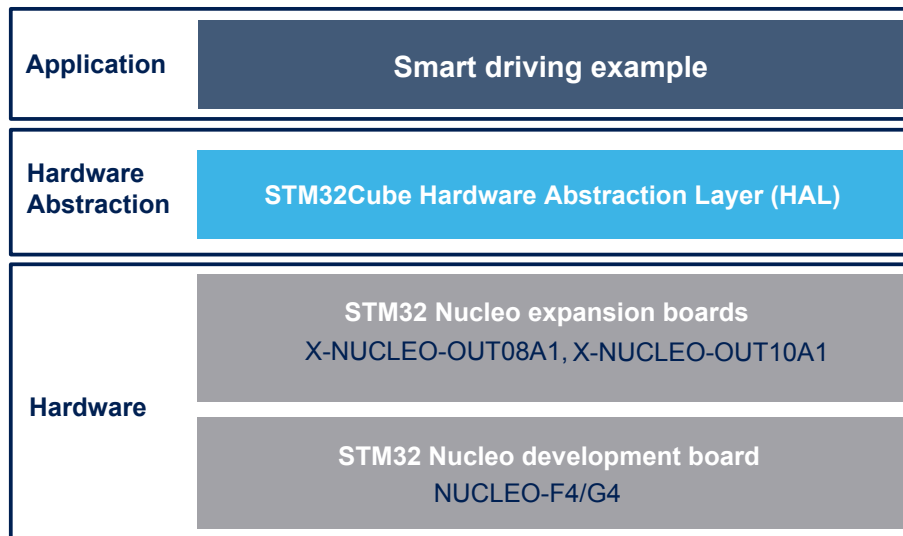 Application
Smart driving example
Hardware
Abstraction
STM32Cube Hardware Abstraction Layer (HAL)
Hardware
STM32 Nucleo expansion boards
X-NUCLEO-OUT08A1, X-NUCLEO-OUT10A1
STM32 Nucleo development board
NUCLEO-F4/G4